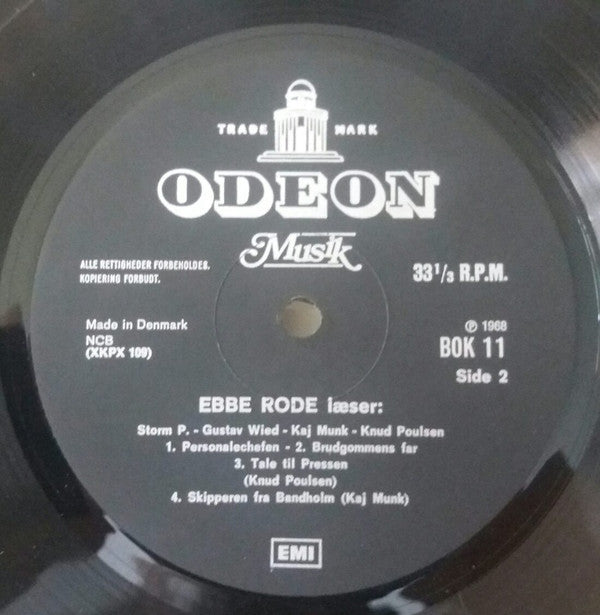 TRADE MARK
ODEON
Musik
ALLE RETTIGHEDER FORBEHOLDES.
KOPIERING FORBUDT.
33 1/3 R.P.M.
Made in Denmark
NCB
(XKPX 109)
℗ 1968
BOK 11
Side 2
EBBE RODE læser:
Storm P. - Gustav Wied - Kaj Munk - Knud Poulsen
1. Personalechefen - 2. Brudgommens far
3. Tale til Pressen
(Knud Poulsen)
4. Skipperen fra Bandholm (Kaj Munk)
EMI